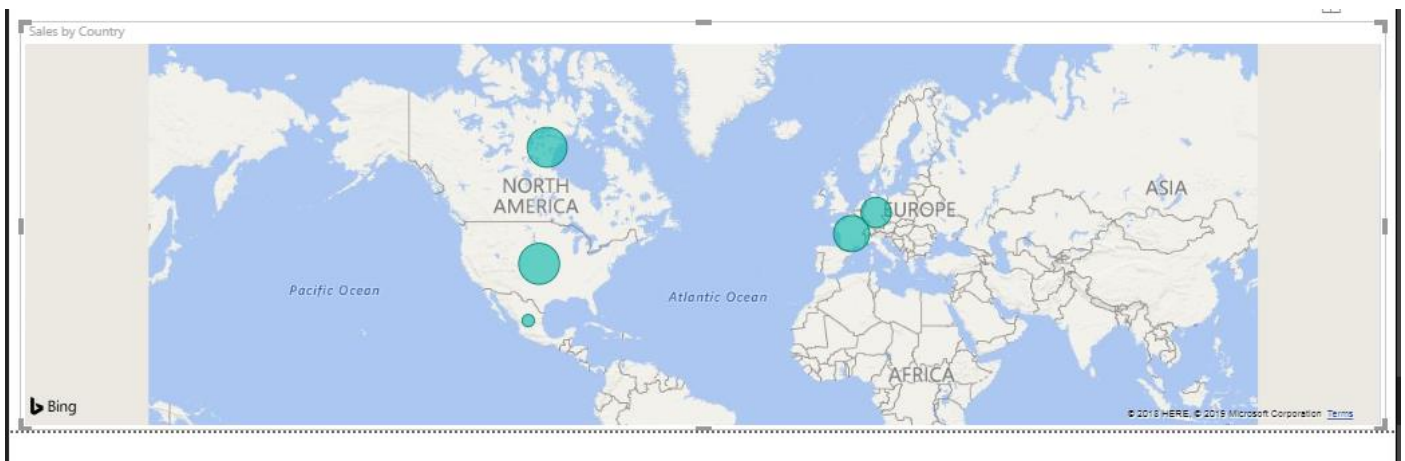 Sales by Country
NORTH
AMERICA
ASIA
EUROPE
Pacific Ocean
Atlantic Ocean
AFRICA
Bing
© 2018 HERE, © 2019 Microsoft Corporation Terms